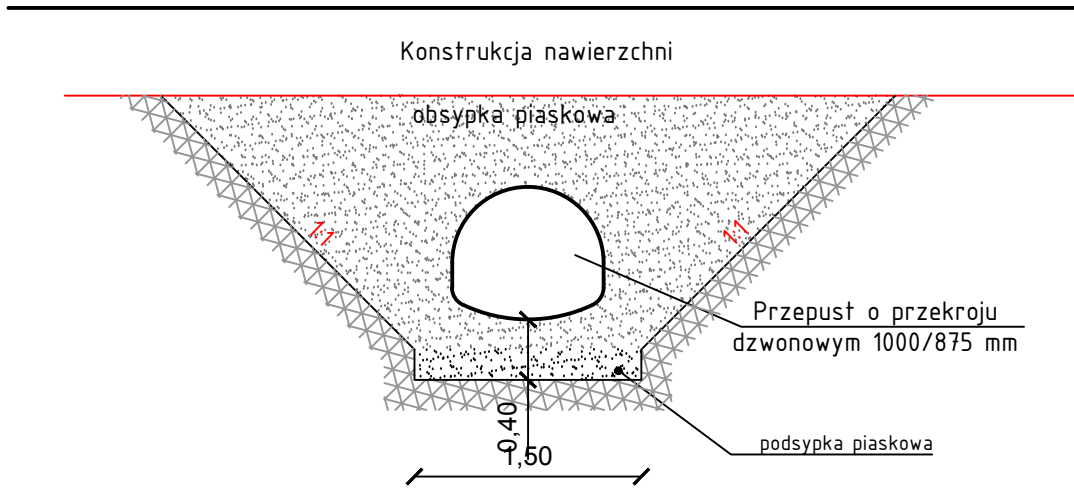 Konstrukcja nawierzchni
obsypka piaskowa
1:1
1:1
Przepust o przekroju
dzwonowym 1000/875 mm
0,40
podsypka piaskowa
1,50